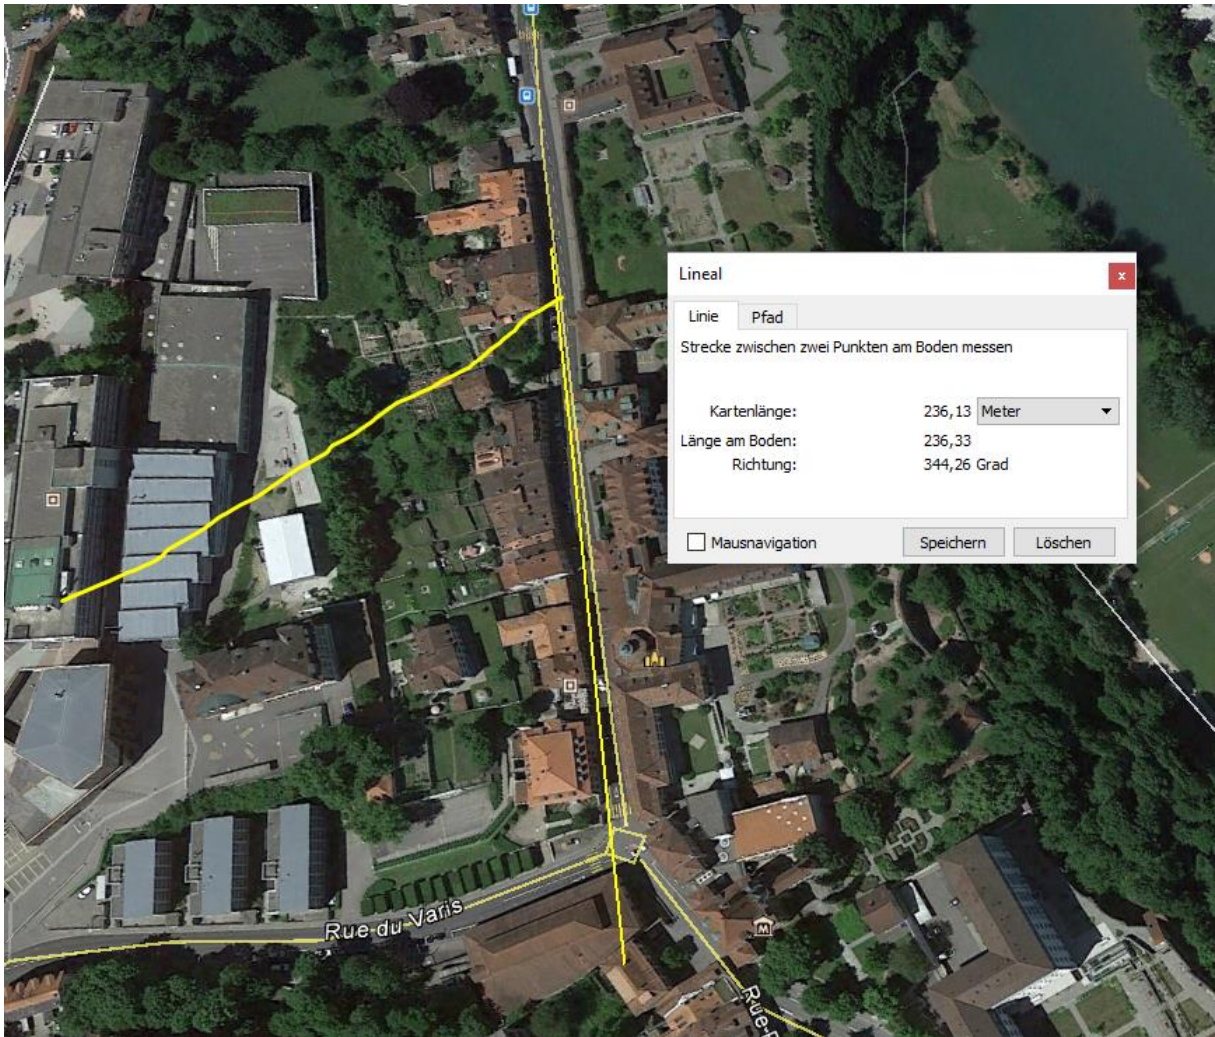 Lineal
x
Linie Pfad
Strecke zwischen zwei Punkten am Boden messen
Kartenlänge: 236,13 Meter
Länge am Boden: 236,33
Richtung: 344,26 Grad
Mausnavigation Speichern Löschen
Rue du Varis
M
Rue-